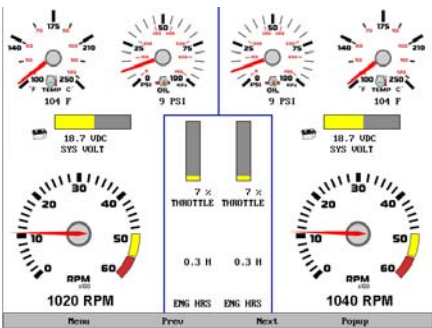 175
140 210
100 250
°F TEMP C°
104 F
50
25 75
0 100
PSI
OIL
9 PSI
50
25 75
0 100
PSI
OIL
9 PSI
175
140 210
100 250
°F TEMP C°
104 F
18.7 VDC
SYS VOLT
18.7 VDC
SYS VOLT
7 %
THROTTLE
7 %
THROTTLE
0.3 H
0.3 H
ENG HRS
ENG HRS
30
20 40
10 50
0 60
RPM
x100
1020 RPM
30
20 40
10 50
0 60
RPM
x100
1040 RPM
Menu Prev Next Popup